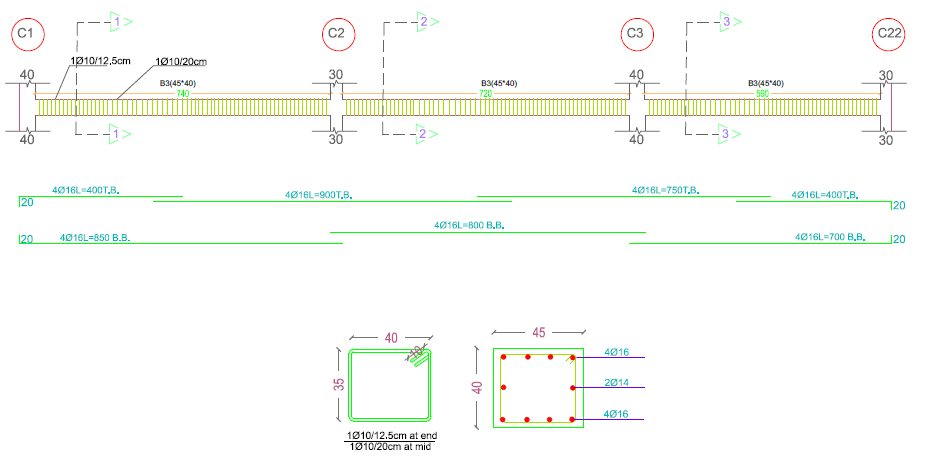 C1
C2
C3
C22
1
2
3
40
30
30
30
1Ø10/12,5cm
1Ø10/20cm
B3(45*40)
B3(45*40)
B3(45*40)
740
720
590
40
30
30
30
1
2
3
4Ø16L=400T.B.
4Ø16L=900T.B.
4Ø16L=750T.B.
4Ø16L=400T.B.
20
20
4Ø16L=800 B.B.
20
4Ø16L=850 B.B.
4Ø16L=700 B.B.
20
40
10
35
1Ø10/12.5cm at end
1Ø10/20cm at mid
45
40
4Ø16
2Ø14
4Ø16